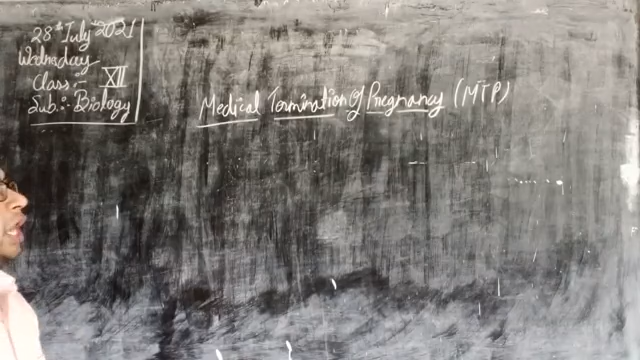 28th July 2021
Wednesday
Class:- XII
Sub:- Biology
Medical Termination Of Pregnancy (MTP)